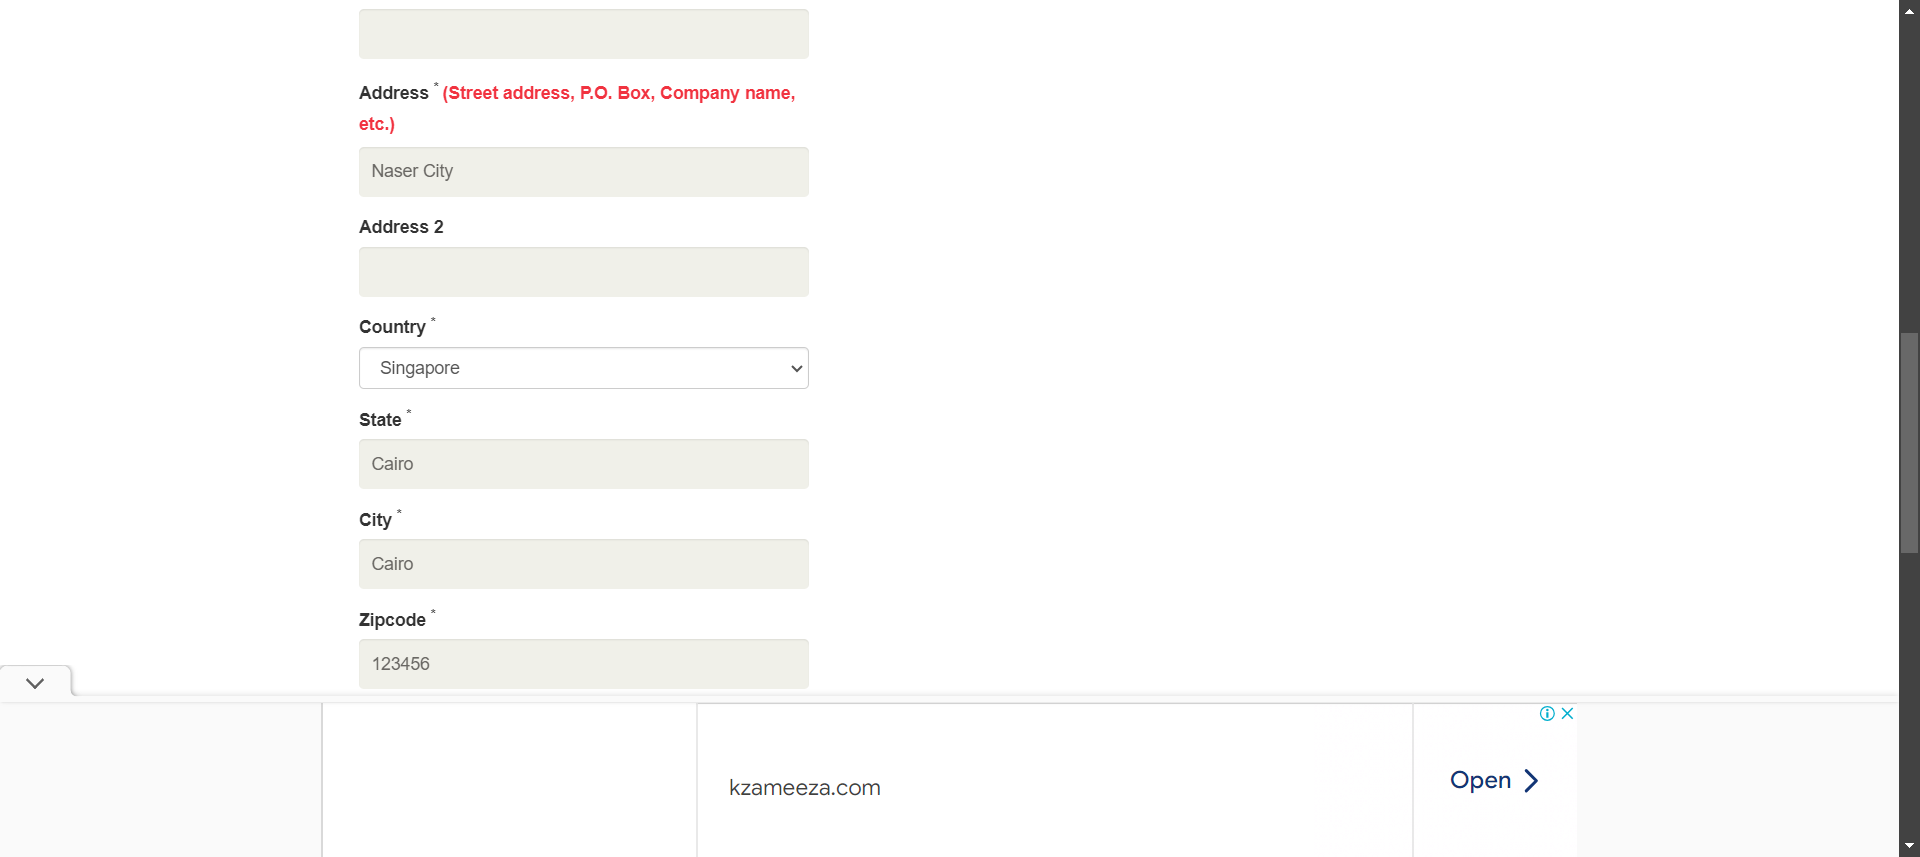 Address * (Street address, P.O. Box, Company name,
etc.)
Naser City
Address 2
Country *
Singapore
State *
Cairo
City *
Cairo
Zipcode *
123456
kzameeza.com
Open